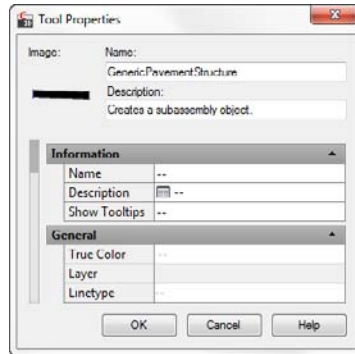 Tool Properties
Image:
Name:
GenericPavementStructure
Description:
Creates a subassembly object.
Information
Name --
Description --
Show Tooltips --
General
True Color --
Layer
Linetype --
OK Cancel Help